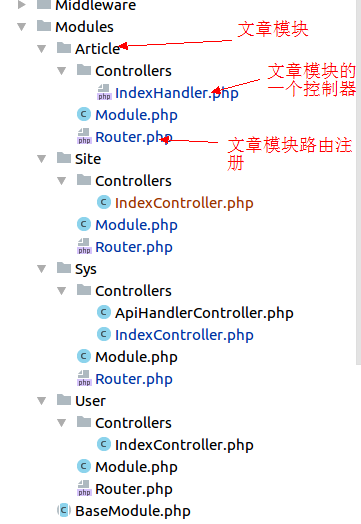 Middleware
Modules
Article
文章模块
Controllers
IndexHandler.php
文章模块的
一个控制器
Module.php
Router.php
文章模块路由注
册
Site
Controllers
IndexController.php
Module.php
Router.php
Sys
Controllers
ApiHandlerController.php
IndexController.php
Module.php
Router.php
User
Controllers
IndexController.php
Module.php
Router.php
BaseModule.php